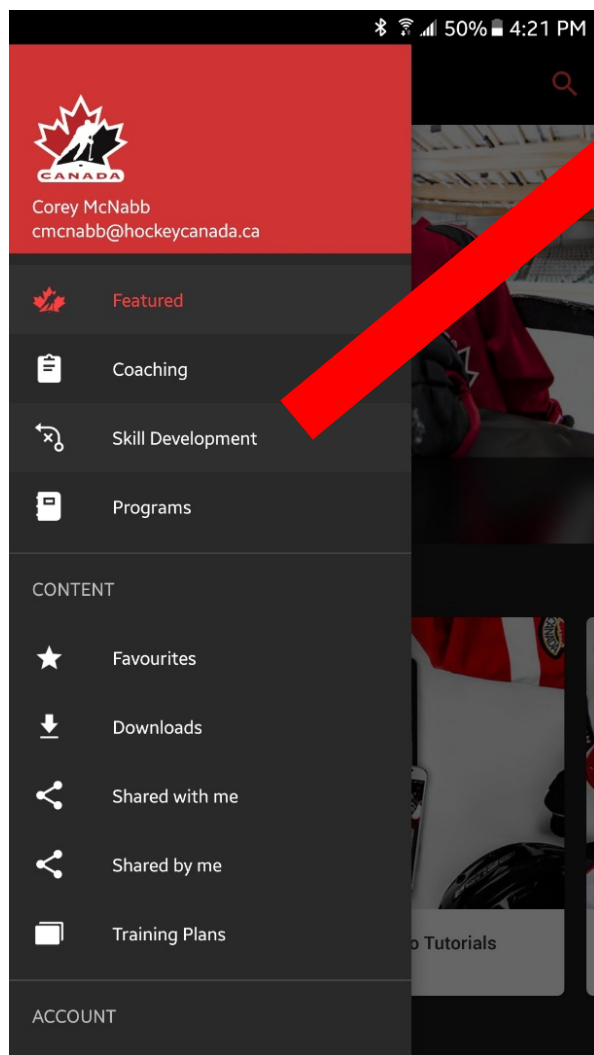 50% 4:21 PM
CANADA
Corey McNabb
cmcnabb@hockeycanada.ca
Featured
Coaching
Skill Development
Programs
CONTENT
Favourites
Downloads
Shared with me
Shared by me
Training Plans
Tutorials
ACCOUNT